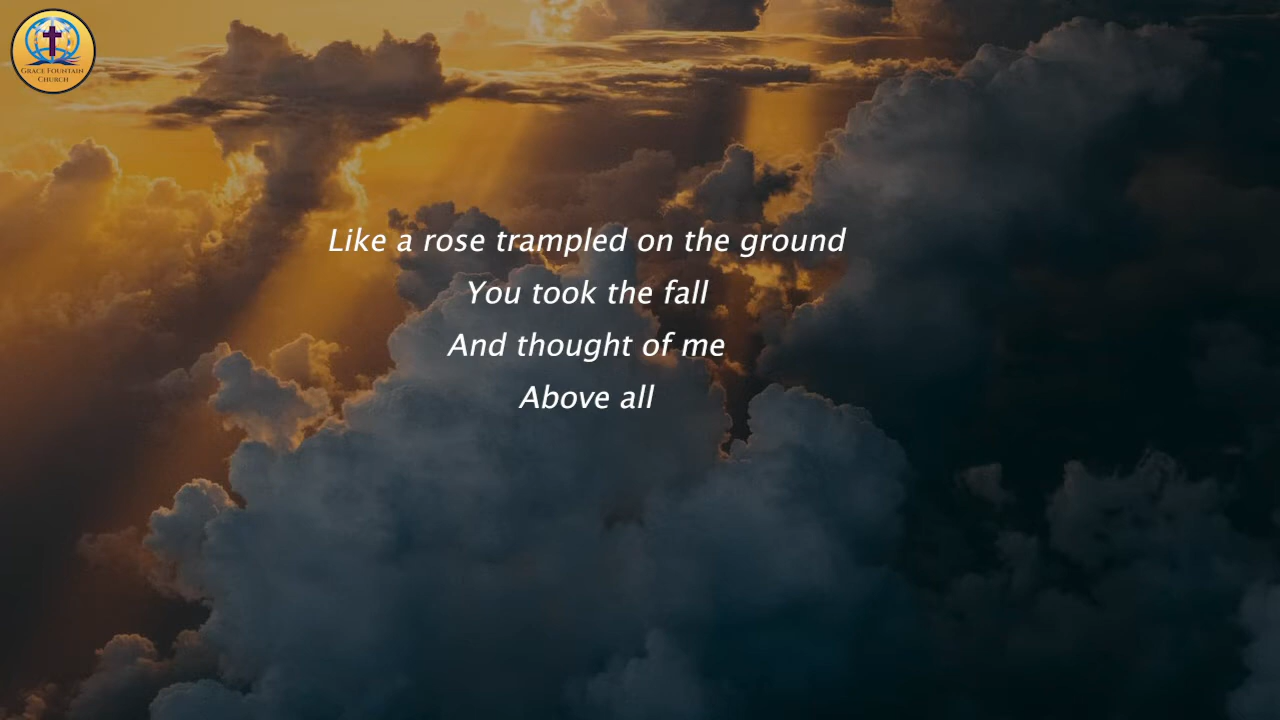 GRACE FOUNTAIN
CHURCH
Like a rose trampled on the ground
You took the fall
And thought of me
Above all